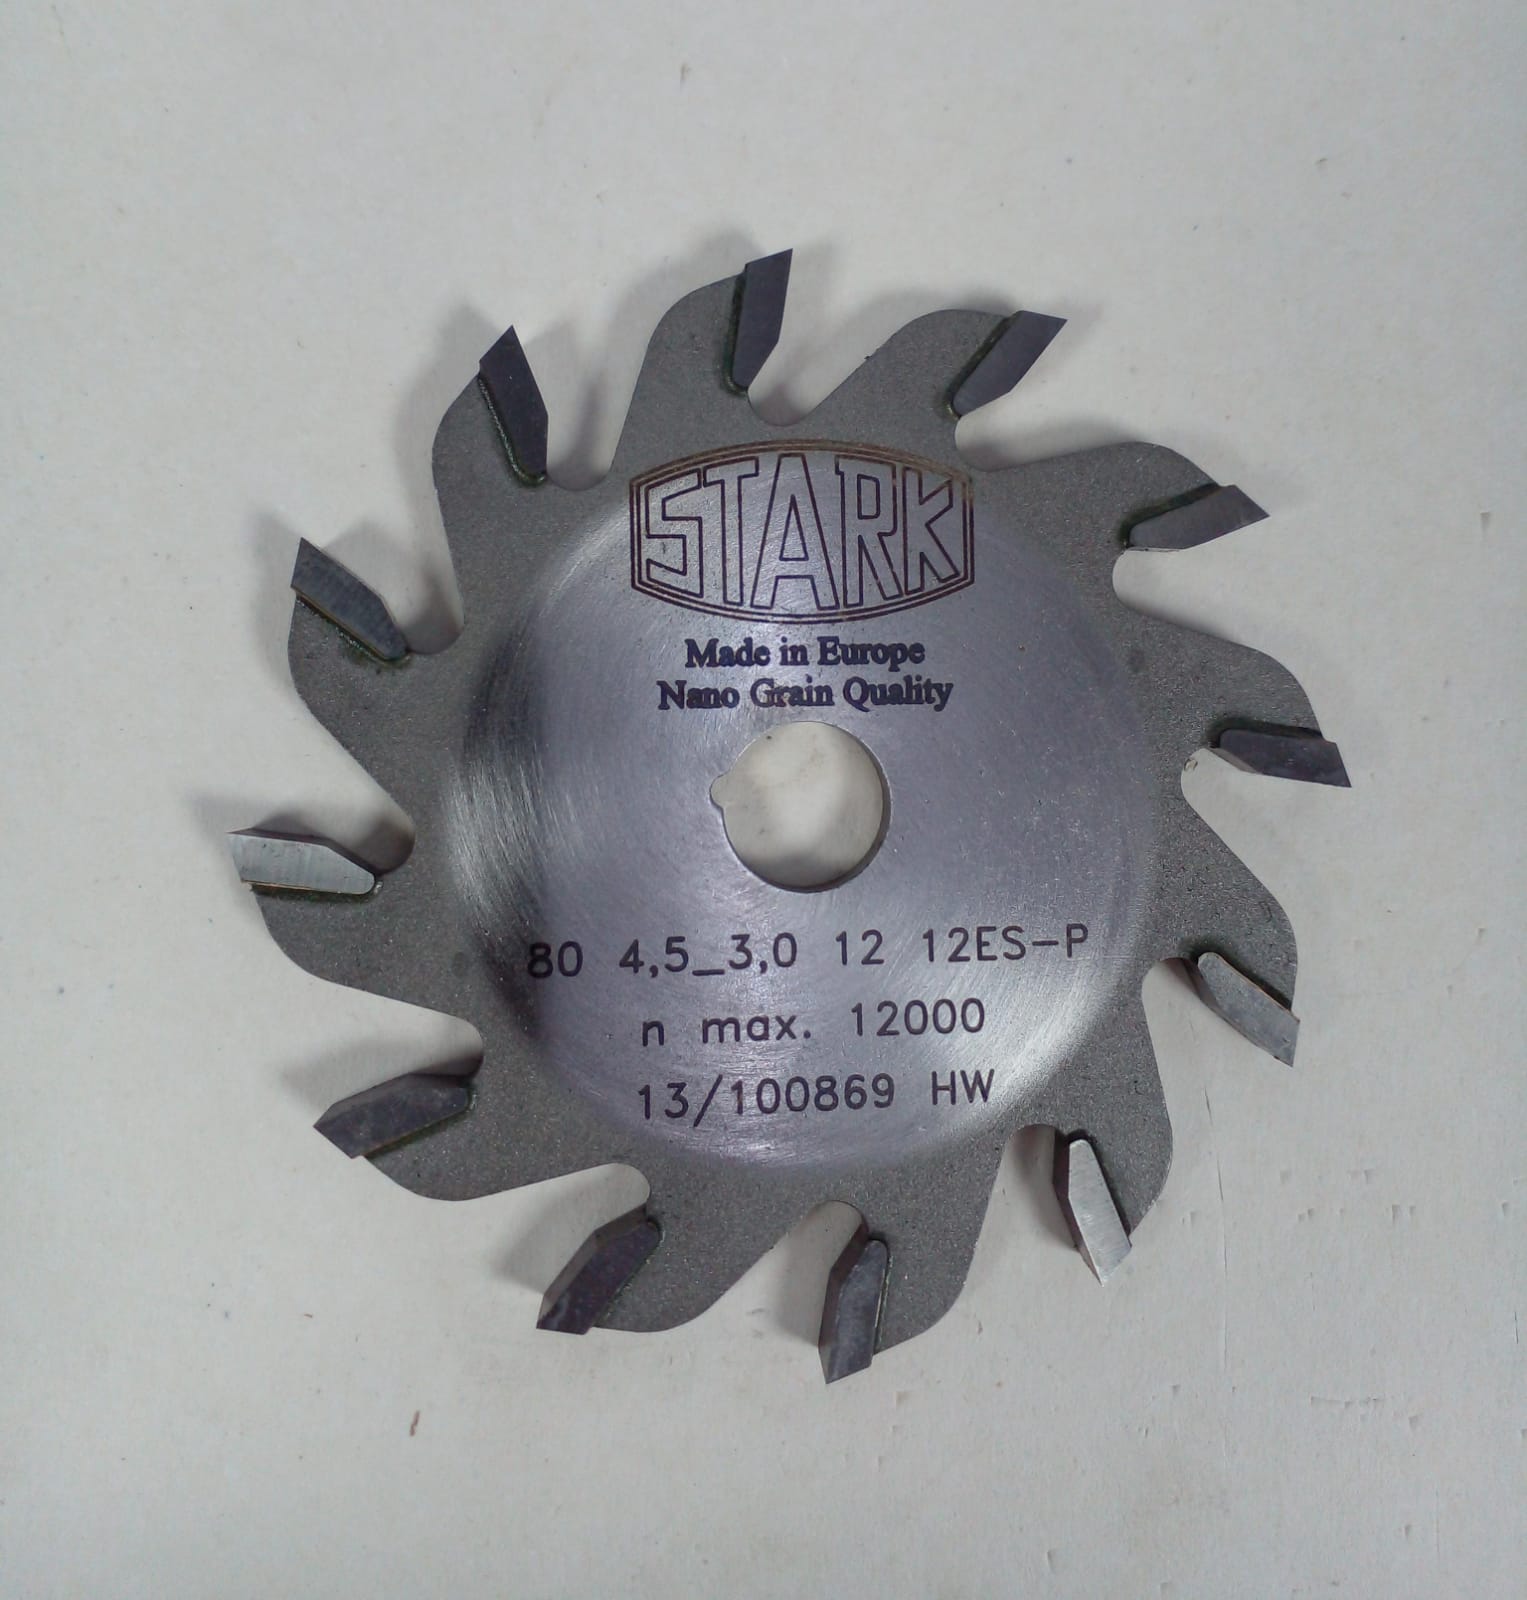 STARK
Made in Europe
Nano Grain Quality
80 4,5_3,0 12 12ES-P
n max. 12000
13/100869 HW